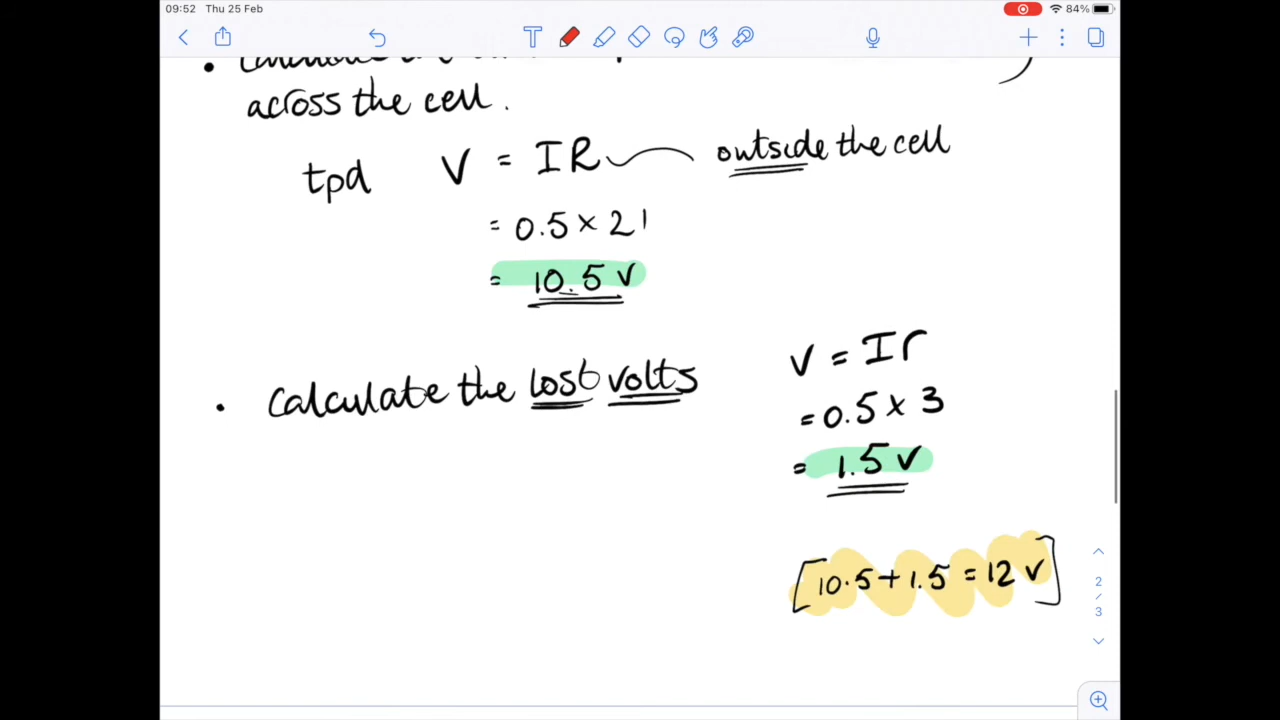 09:52 Thu 25 Feb
84%
T
across the cell.
tpd V = IR outside the cell
= 0.5 × 21
= 10.5 V
• Calculate the lost volts
V = Ir
= 0.5 × 3
= 1.5 V
[10.5 + 1.5 = 12 V]
2
/
3